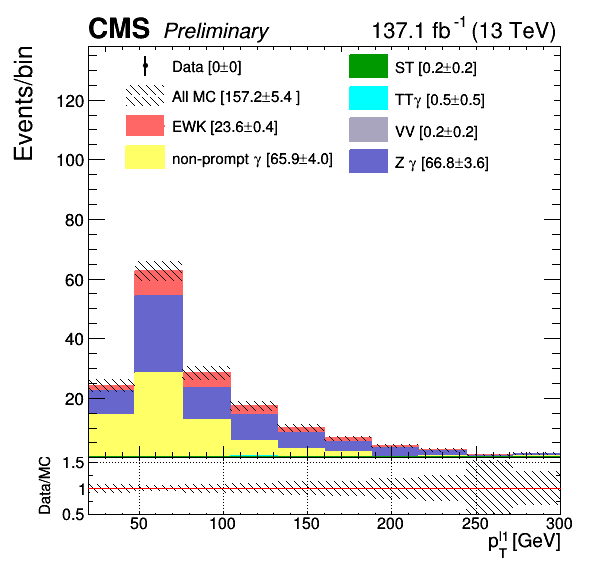 CMS Preliminary 137.1 fb⁻¹ (13 TeV)
Events/bin
Data [0±0]
All MC [157.2±5.4 ]
EWK [23.6±0.4]
non-prompt γ [65.9±4.0]
ST [0.2±0.2]
TTγ [0.5±0.5]
VV [0.2±0.2]
Z γ [66.8±3.6]
120
100
80
60
40
20
Data/MC
1.5
1
0.5
50 100 150 200 250 300
p_T^l1 [GeV]